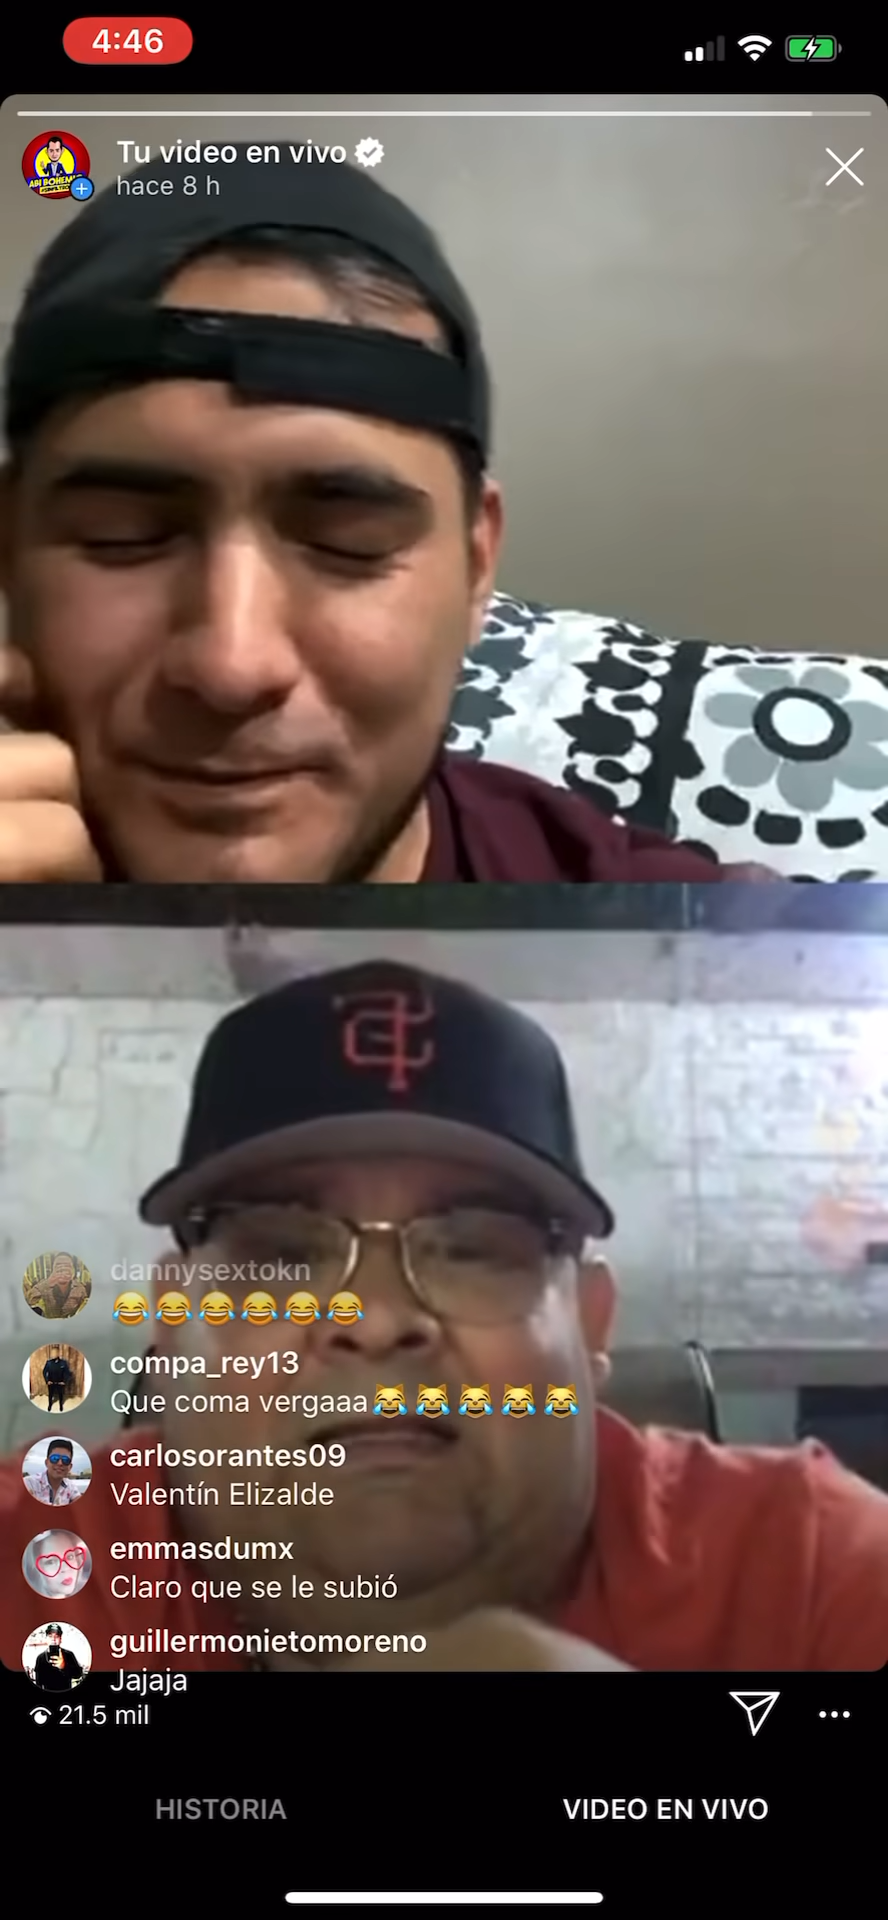 4:46
Tu video en vivo
hace 8 h
dannysextokn
😂😂😂😂😂😂
compa_rey13
Que coma vergaaa😹😹😹😹😹
carlosorantes09
Valentín Elizalde
emmasdumx
Claro que se le subió
guillermonietomoreno
Jajaja
21.5 mil
HISTORIA
VIDEO EN VIVO